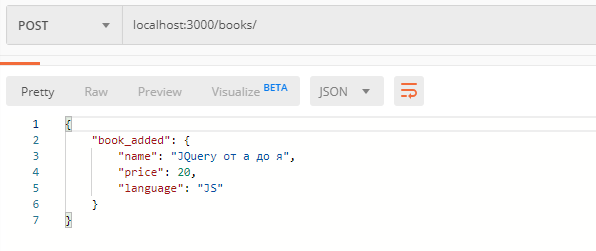 POST localhost:3000/books/
Pretty Raw Preview Visualize BETA JSON
1 {
2 "book_added": {
3 "name": "JQuery от а до я",
4 "price": 20,
5 "language": "JS"
6 }
7 }